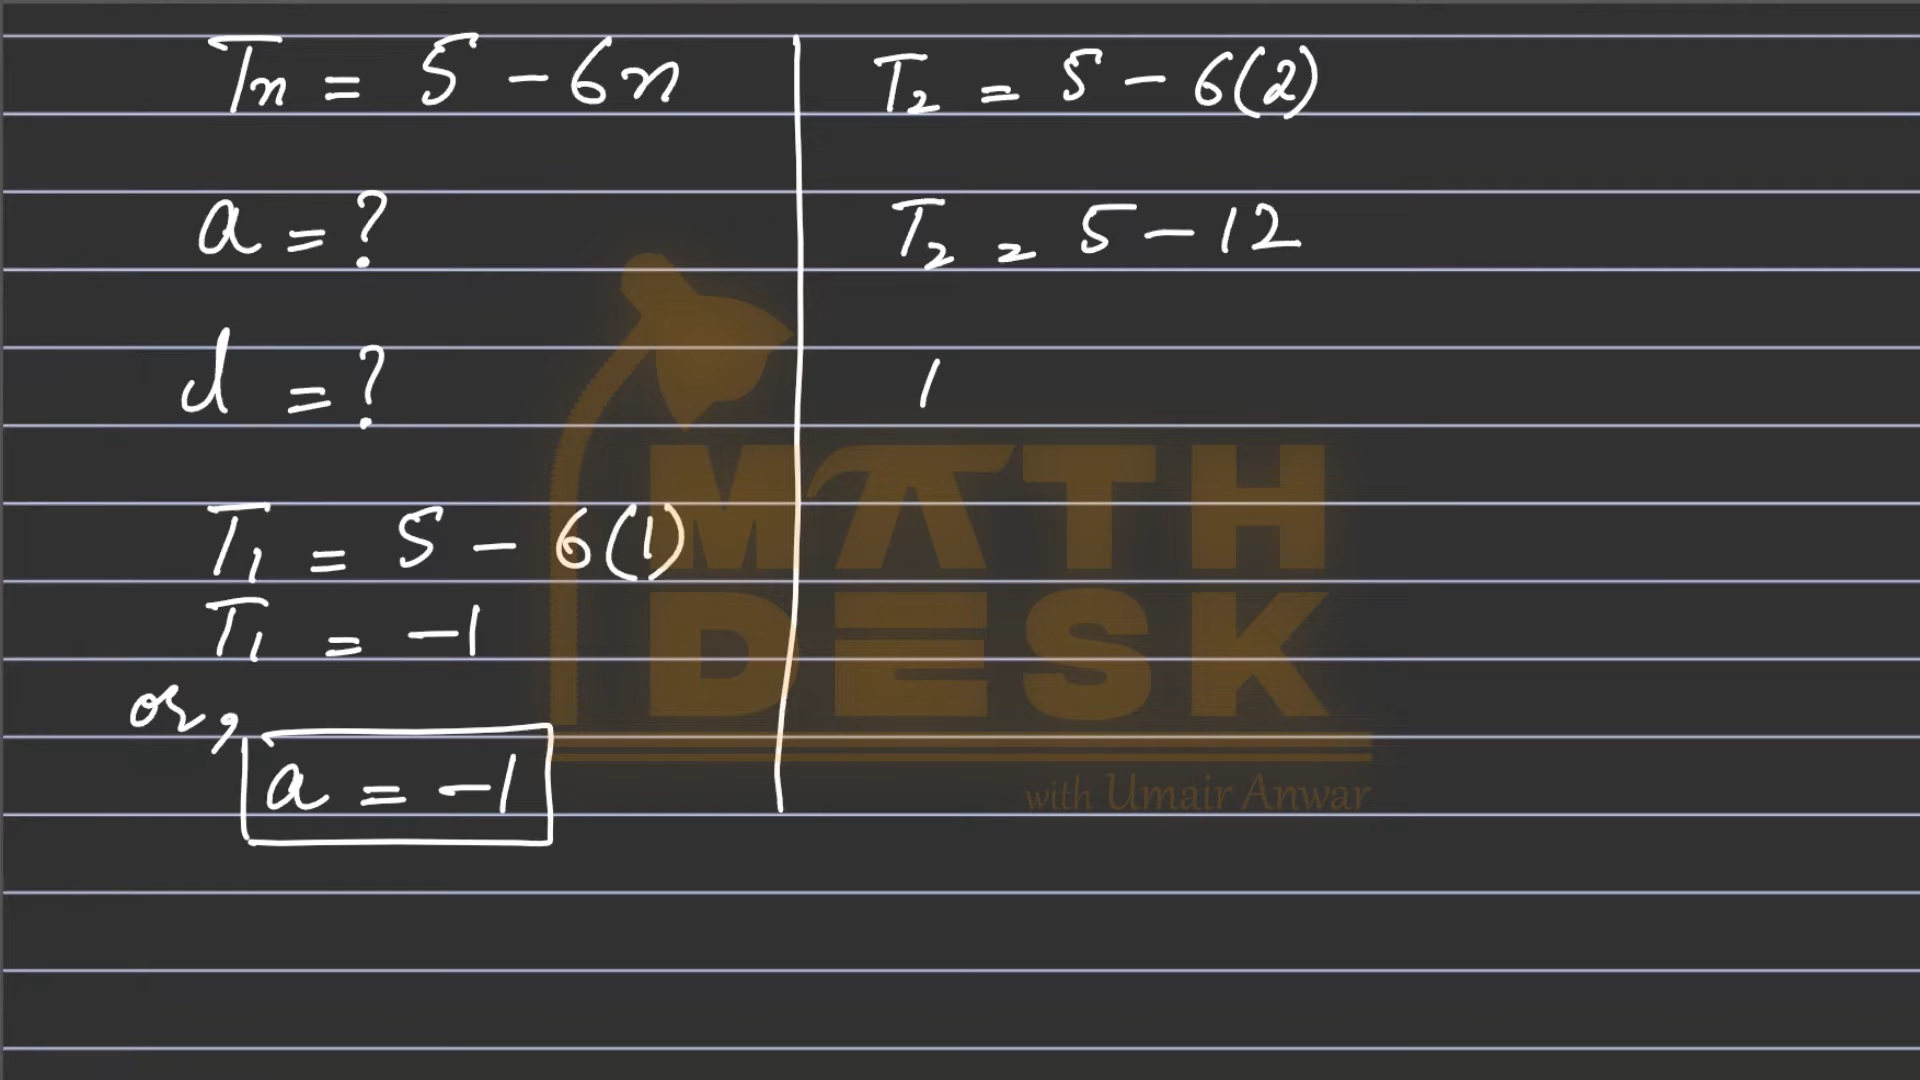 Tn = 5 - 6n
a = ?
d = ?
T1 = 5 - 6(1)
T1 = -1
or,
a = -1
T2 = 5 - 6(2)
T2 = 5 - 12
MATH
DESK
with Umair Anwar